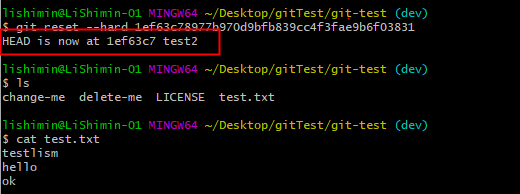 lishimin@LiShimin-01 MINGW64 ~/Desktop/gitTest/git-test (dev)
$ git reset --hard 1ef63c78977b970d9bfb839cc4f3fae9b6f03831
HEAD is now at 1ef63c7 test2
lishimin@LiShimin-01 MINGW64 ~/Desktop/gitTest/git-test (dev)
$ ls
change-me  delete-me  LICENSE  test.txt
lishimin@LiShimin-01 MINGW64 ~/Desktop/gitTest/git-test (dev)
$ cat test.txt
testlism
hello
ok